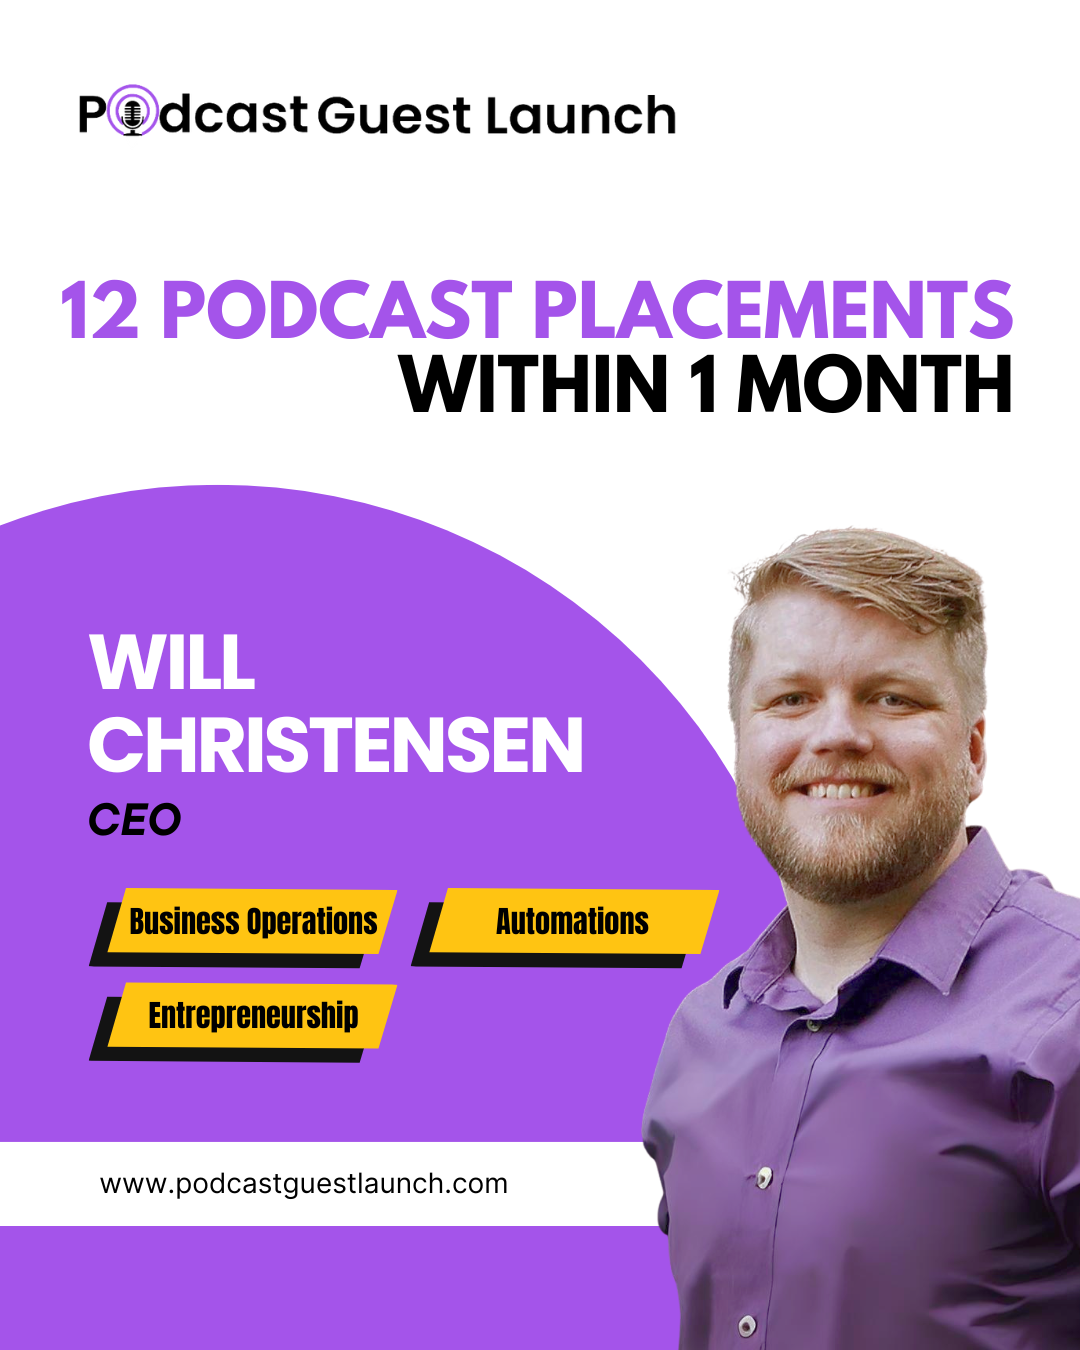 Podcast Guest Launch
12 PODCAST PLACEMENTS
WITHIN 1 MONTH
WILL
CHRISTENSEN
CEO
Business Operations
Automations
Entrepreneurship
www.podcastguestlaunch.com